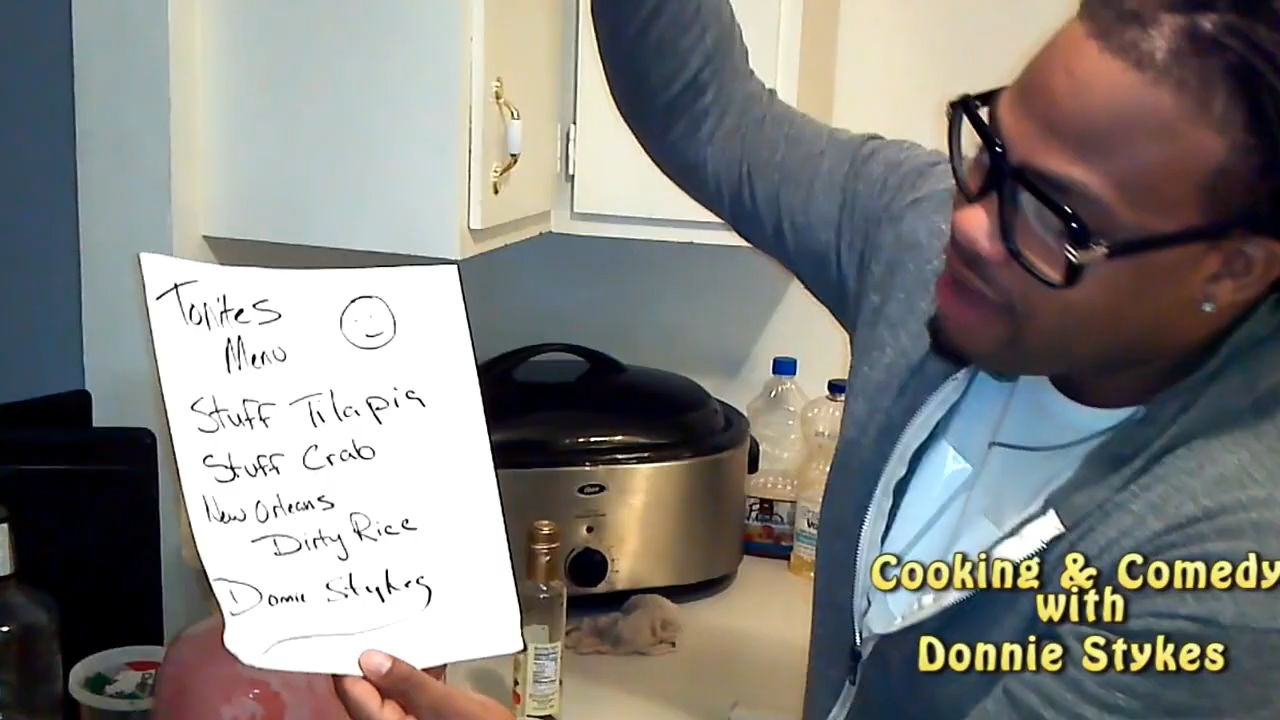 Tonites
Menu
Stuff Tilapia
Stuff Crab
New Orleans
Dirty Rice
Donnie Stykes
Cooking & Comedy
with
Donnie Stykes